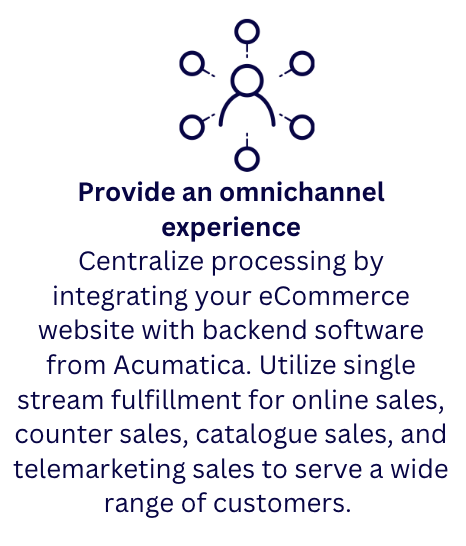 Provide an omnichannel
experience
Centralize processing by
integrating your eCommerce
website with backend software
from Acumatica. Utilize single
stream fulfillment for online sales,
counter sales, catalogue sales, and
telemarketing sales to serve a wide
range of customers.